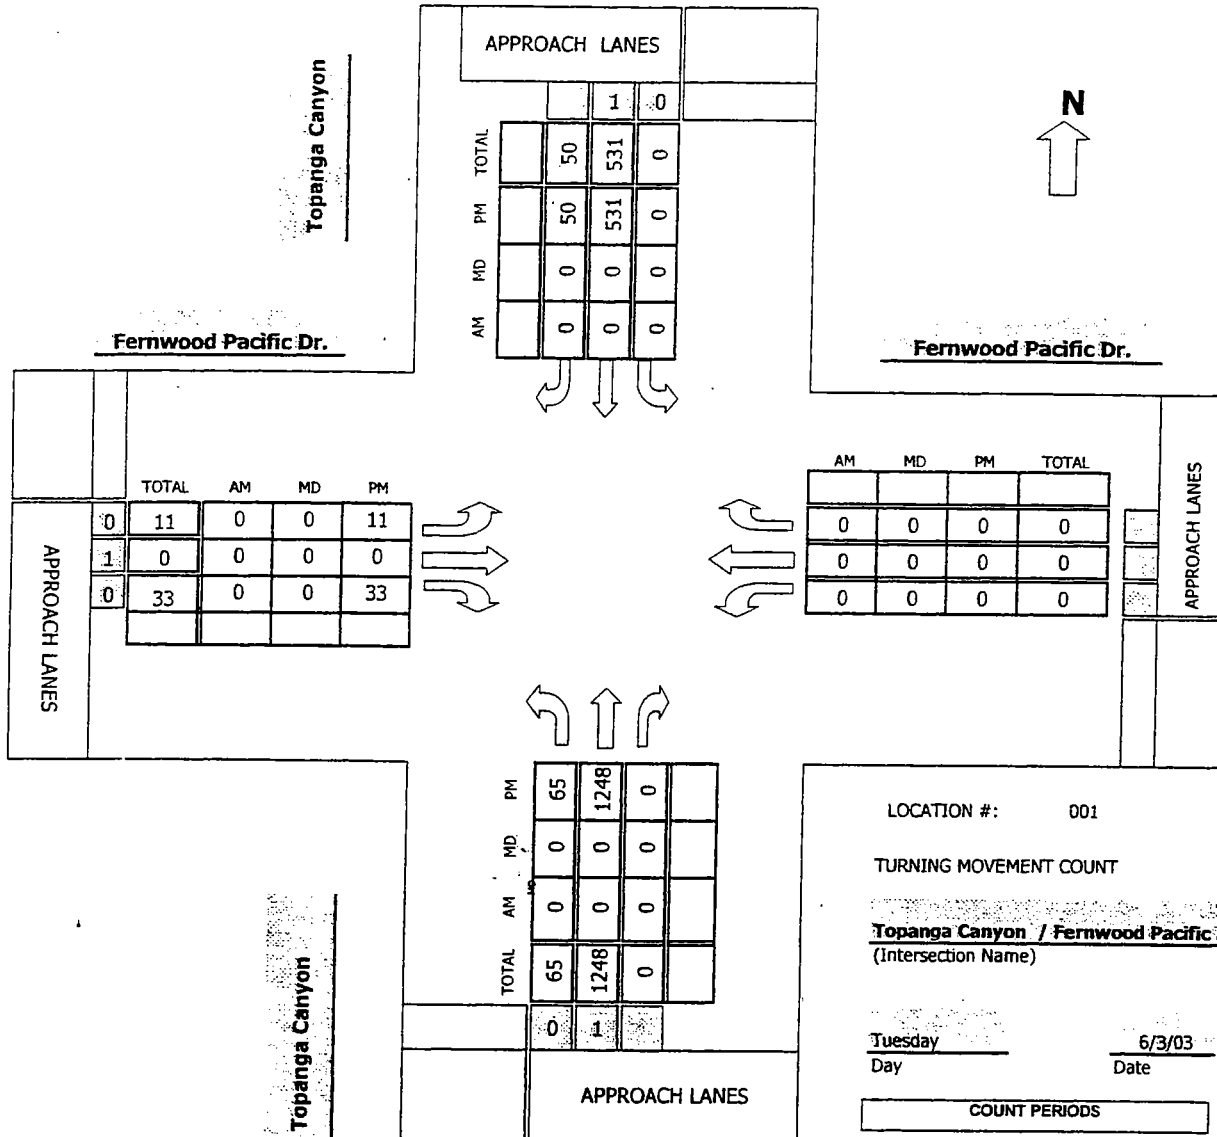 APPROACH LANES
1 0
Topanga Canyon
N
TOTAL 50 531 0
PM 50 531 0
MD 0 0 0
AM 0 0 0
Fernwood Pacific Dr.
Fernwood Pacific Dr.
TOTAL AM MD PM
0 11 0 0 11
1 0 0 0 0
0 33 0 0 33
APPROACH LANES
AM MD PM TOTAL
0 0 0 0
0 0 0 0
0 0 0 0
APPROACH LANES
PM 65 1248 0
MD 0 0 0
AM 0 0 0
TOTAL 65 1248 0
0 1
APPROACH LANES
Topanga Canyon
LOCATION #: 001
TURNING MOVEMENT COUNT
Topanga Canyon / Fernwood Pacific
(Intersection Name)
Tuesday 6/3/03
Day Date
COUNT PERIODS